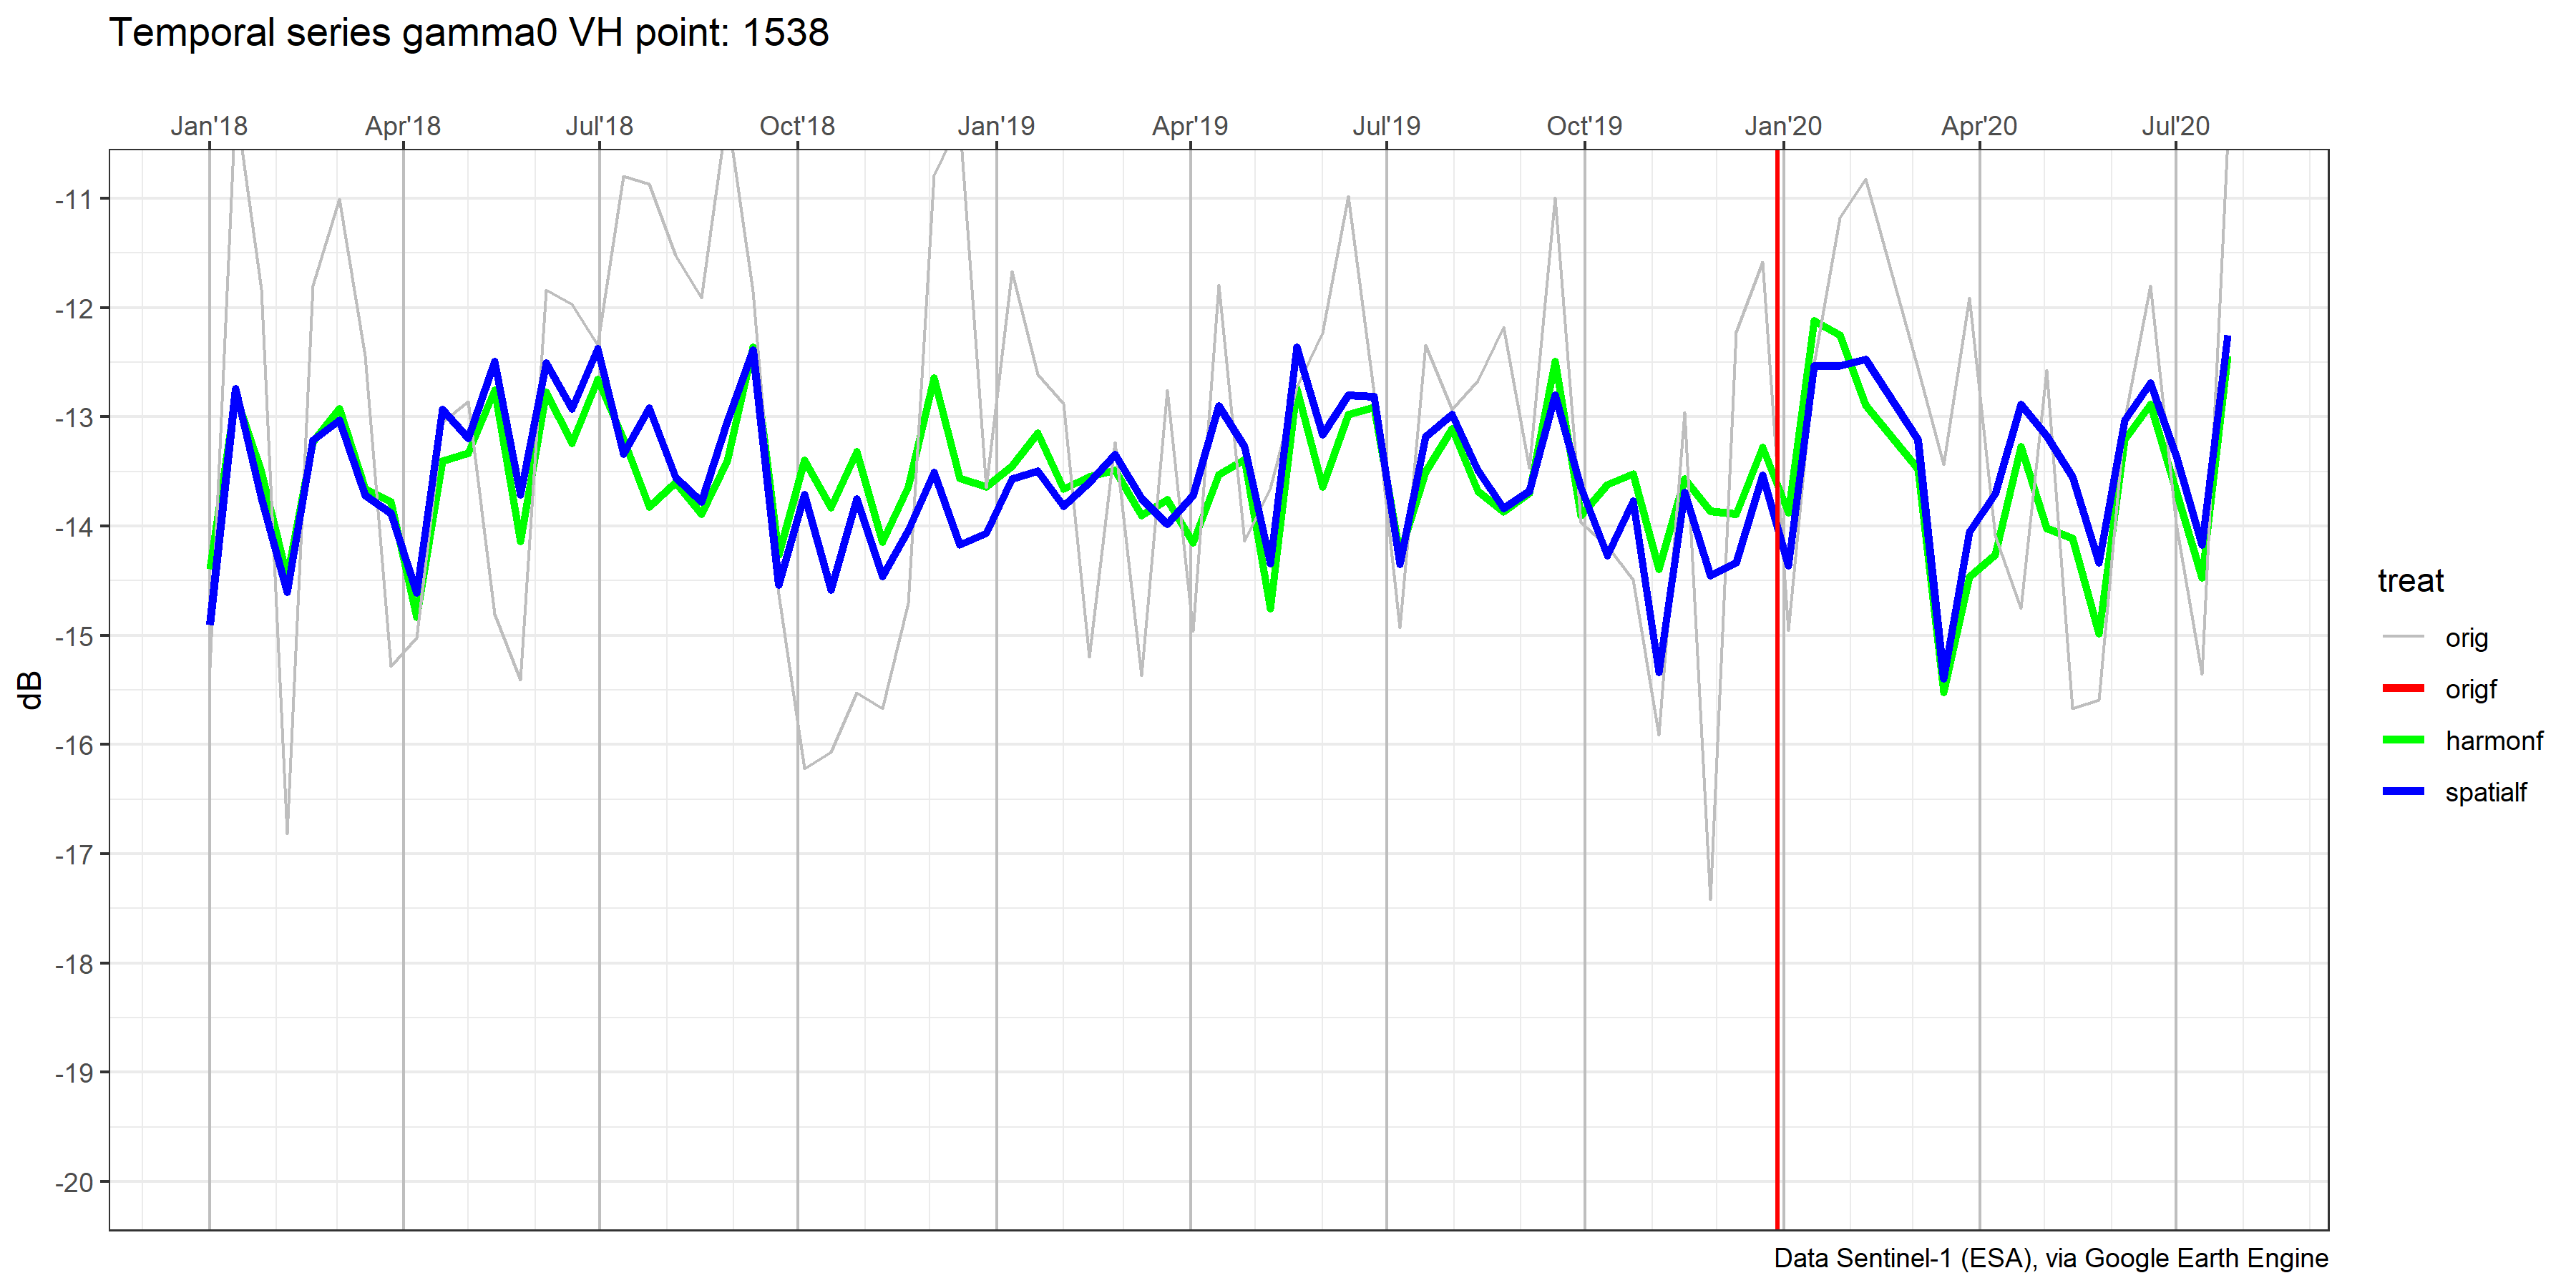 Temporal series gamma0 VH point: 1538
Jan'18 Apr'18 Jul'18 Oct'18 Jan'19 Apr'19 Jul'19 Oct'19 Jan'20 Apr'20 Jul'20
-11
-12
-13
-14
-15
-16
-17
-18
-19
-20
dB
treat
orig
origf
harmonf
spatialf
Data Sentinel-1 (ESA), via Google Earth Engine